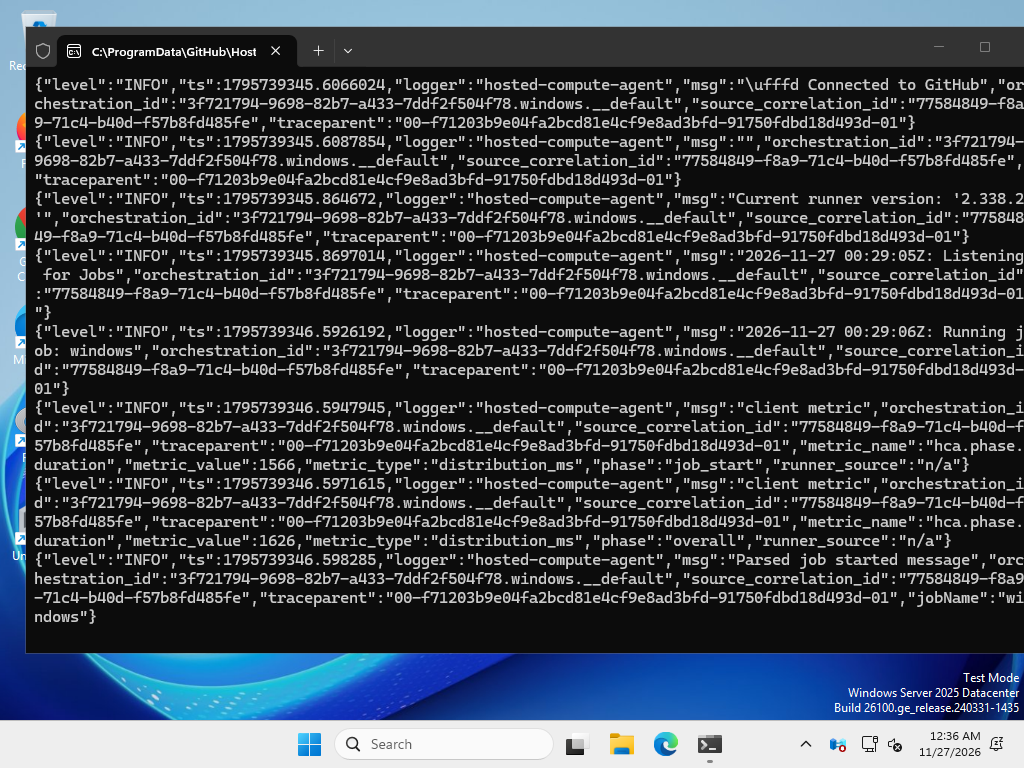 C:\ProgramData\GitHub\Host
{"level":"INFO","ts":1795739345.6066024,"logger":"hosted-compute-agent","msg":"\ufffd Connected to GitHub","or
chestration_id":"3f721794-9698-82b7-a433-7ddf2f504f78.windows.__default","source_correlation_id":"77584849-f8a
9-71c4-b40d-f57b8fd485fe","traceparent":"00-f71203b9e04fa2bcd81e4cf9e8ad3bfd-91750fdbd18d493d-01"}
{"level":"INFO","ts":1795739345.6087854,"logger":"hosted-compute-agent","msg":"","orchestration_id":"3f721794-
9698-82b7-a433-7ddf2f504f78.windows.__default","source_correlation_id":"77584849-f8a9-71c4-b40d-f57b8fd485fe",
"traceparent":"00-f71203b9e04fa2bcd81e4cf9e8ad3bfd-91750fdbd18d493d-01"}
{"level":"INFO","ts":1795739345.864672,"logger":"hosted-compute-agent","msg":"Current runner version: '2.338.2
'","orchestration_id":"3f721794-9698-82b7-a433-7ddf2f504f78.windows.__default","source_correlation_id":"775848
49-f8a9-71c4-b40d-f57b8fd485fe","traceparent":"00-f71203b9e04fa2bcd81e4cf9e8ad3bfd-91750fdbd18d493d-01"}
{"level":"INFO","ts":1795739345.8697014,"logger":"hosted-compute-agent","msg":"2026-11-27 00:29:05Z: Listening
for Jobs","orchestration_id":"3f721794-9698-82b7-a433-7ddf2f504f78.windows.__default","source_correlation_id"
:"77584849-f8a9-71c4-b40d-f57b8fd485fe","traceparent":"00-f71203b9e04fa2bcd81e4cf9e8ad3bfd-91750fdbd18d493d-01
"}
{"level":"INFO","ts":1795739346.5926192,"logger":"hosted-compute-agent","msg":"2026-11-27 00:29:06Z: Running j
ob: windows","orchestration_id":"3f721794-9698-82b7-a433-7ddf2f504f78.windows.__default","source_correlation_i
d":"77584849-f8a9-71c4-b40d-f57b8fd485fe","traceparent":"00-f71203b9e04fa2bcd81e4cf9e8ad3bfd-91750fdbd18d493d-
01"}
{"level":"INFO","ts":1795739346.5947945,"logger":"hosted-compute-agent","msg":"client metric","orchestration_i
d":"3f721794-9698-82b7-a433-7ddf2f504f78.windows.__default","source_correlation_id":"77584849-f8a9-71c4-b40d-f
57b8fd485fe","traceparent":"00-f71203b9e04fa2bcd81e4cf9e8ad3bfd-91750fdbd18d493d-01","metric_name":"hca.phase.
duration","metric_value":1566,"metric_type":"distribution_ms","phase":"job_start","runner_source":"n/a"}
{"level":"INFO","ts":1795739346.5971615,"logger":"hosted-compute-agent","msg":"client metric","orchestration_i
d":"3f721794-9698-82b7-a433-7ddf2f504f78.windows.__default","source_correlation_id":"77584849-f8a9-71c4-b40d-f
57b8fd485fe","traceparent":"00-f71203b9e04fa2bcd81e4cf9e8ad3bfd-91750fdbd18d493d-01","metric_name":"hca.phase.
duration","metric_value":1626,"metric_type":"distribution_ms","phase":"overall","runner_source":"n/a"}
{"level":"INFO","ts":1795739346.598285,"logger":"hosted-compute-agent","msg":"Parsed job started message","orc
hestration_id":"3f721794-9698-82b7-a433-7ddf2f504f78.windows.__default","source_correlation_id":"77584849-f8a9
-71c4-b40d-f57b8fd485fe","traceparent":"00-f71203b9e04fa2bcd81e4cf9e8ad3bfd-91750fdbd18d493d-01","jobName":"wi
ndows"}
Test Mode
Windows Server 2025 Datacenter
Build 26100.ge_release.240331-1435
Search
12:36 AM
11/27/2026